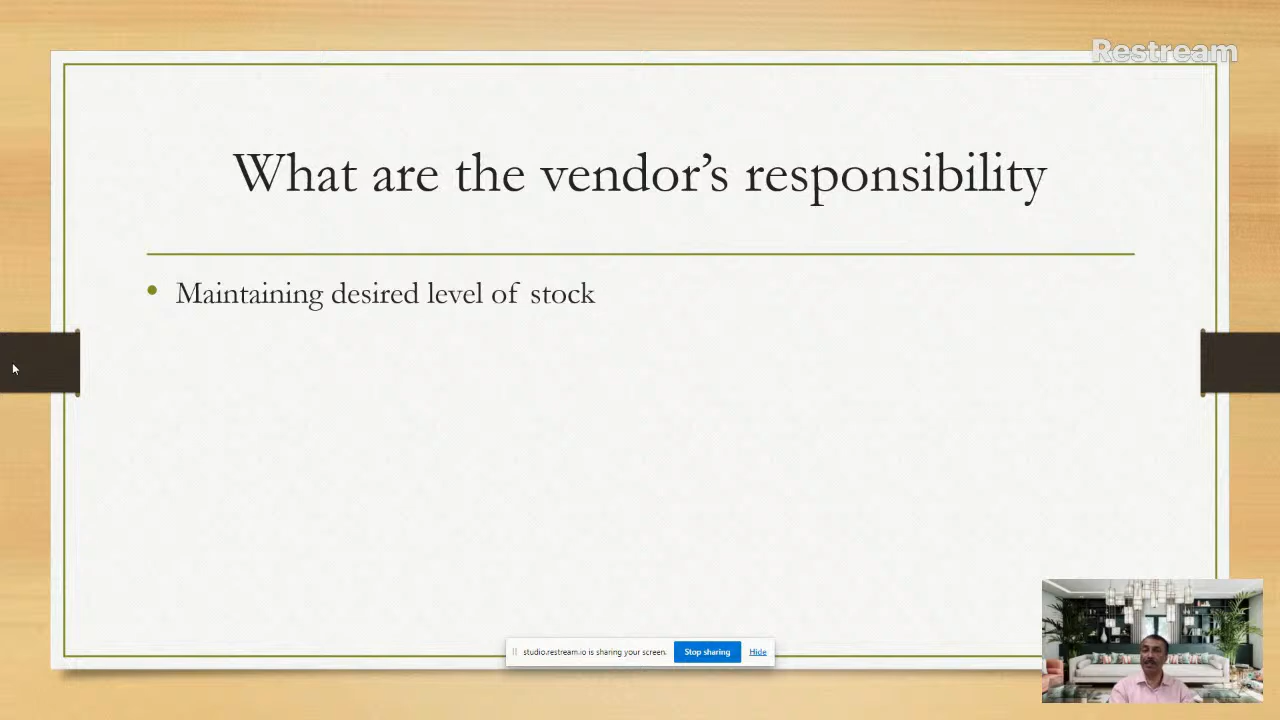 Restream
What are the vendor’s responsibility
• Maintaining desired level of stock
studio.restream.io is sharing your screen.
Stop sharing
Hide